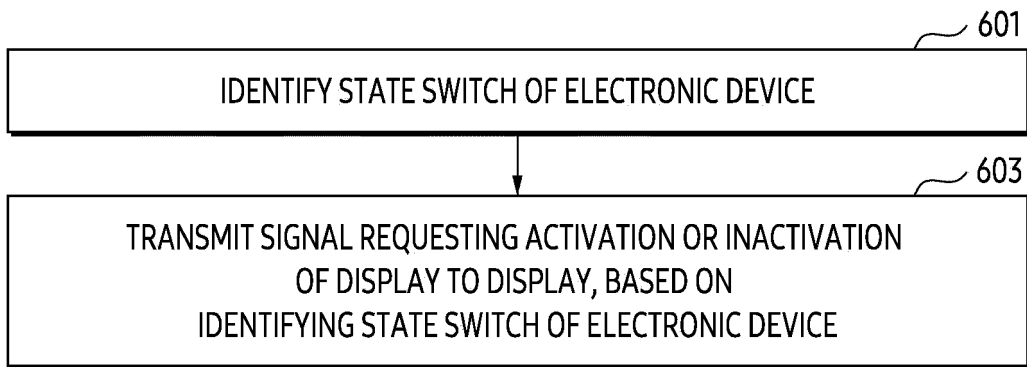 601
IDENTIFY STATE SWITCH OF ELECTRONIC DEVICE
603
TRANSMIT SIGNAL REQUESTING ACTIVATION OR INACTIVATION
OF DISPLAY TO DISPLAY, BASED ON
IDENTIFYING STATE SWITCH OF ELECTRONIC DEVICE